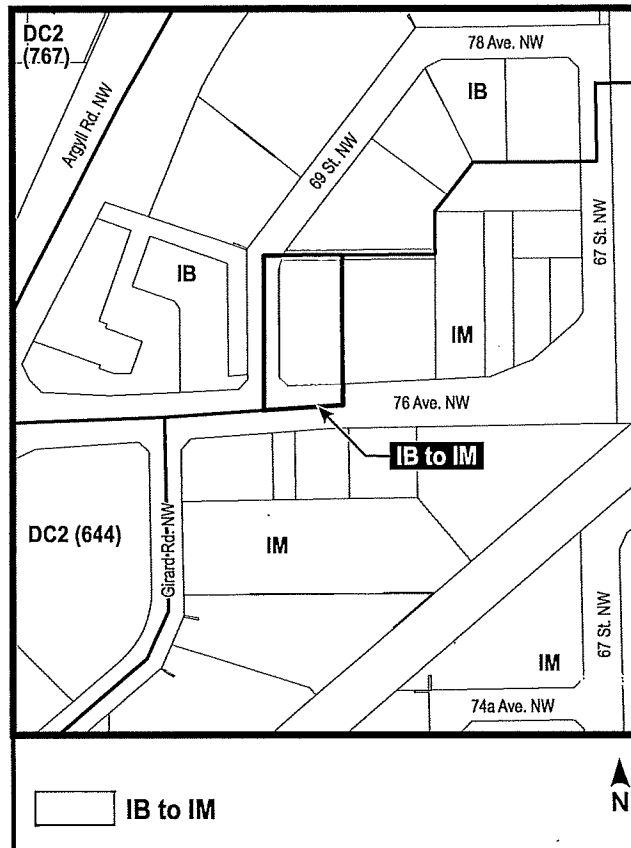 DC2
(767)
Argyll Rd. NW
78 Ave. NW
IB
69 St. NW
67 St. NW
IB
IM
76 Ave. NW
IB to IM
DC2 (644)
Girard Rd. NW
IM
IM
67 St. NW
74a Ave. NW
IB to IM
N